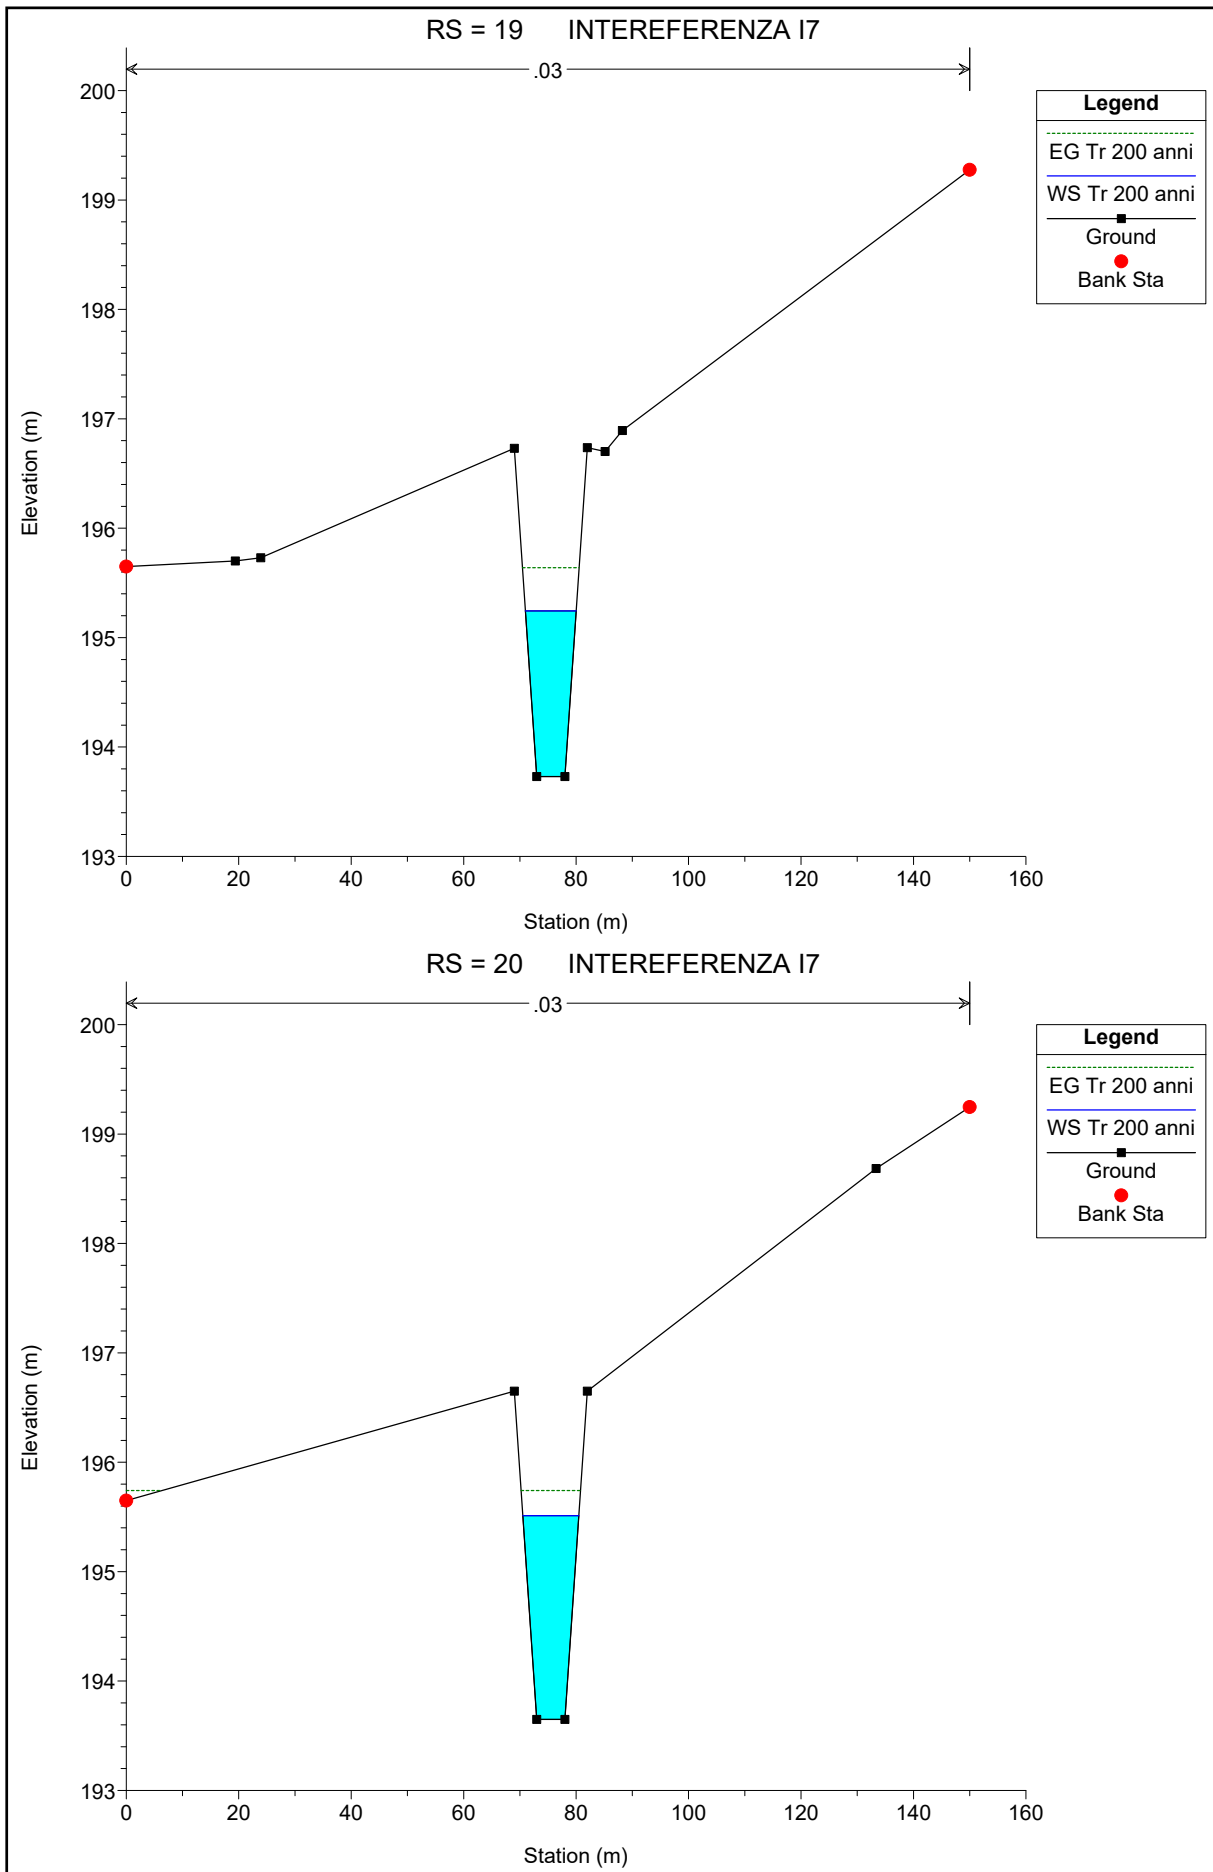 RS = 19 INTEREFERENZA I7
.03
200
199
198
197
196
195
194
193
Elevation (m)
0 20 40 60 80 100 120 140 160
Station (m)
Legend
EG Tr 200 anni
WS Tr 200 anni
Ground
Bank Sta
RS = 20 INTEREFERENZA I7
.03
200
199
198
197
196
195
194
193
Elevation (m)
0 20 40 60 80 100 120 140 160
Station (m)
Legend
EG Tr 200 anni
WS Tr 200 anni
Ground
Bank Sta